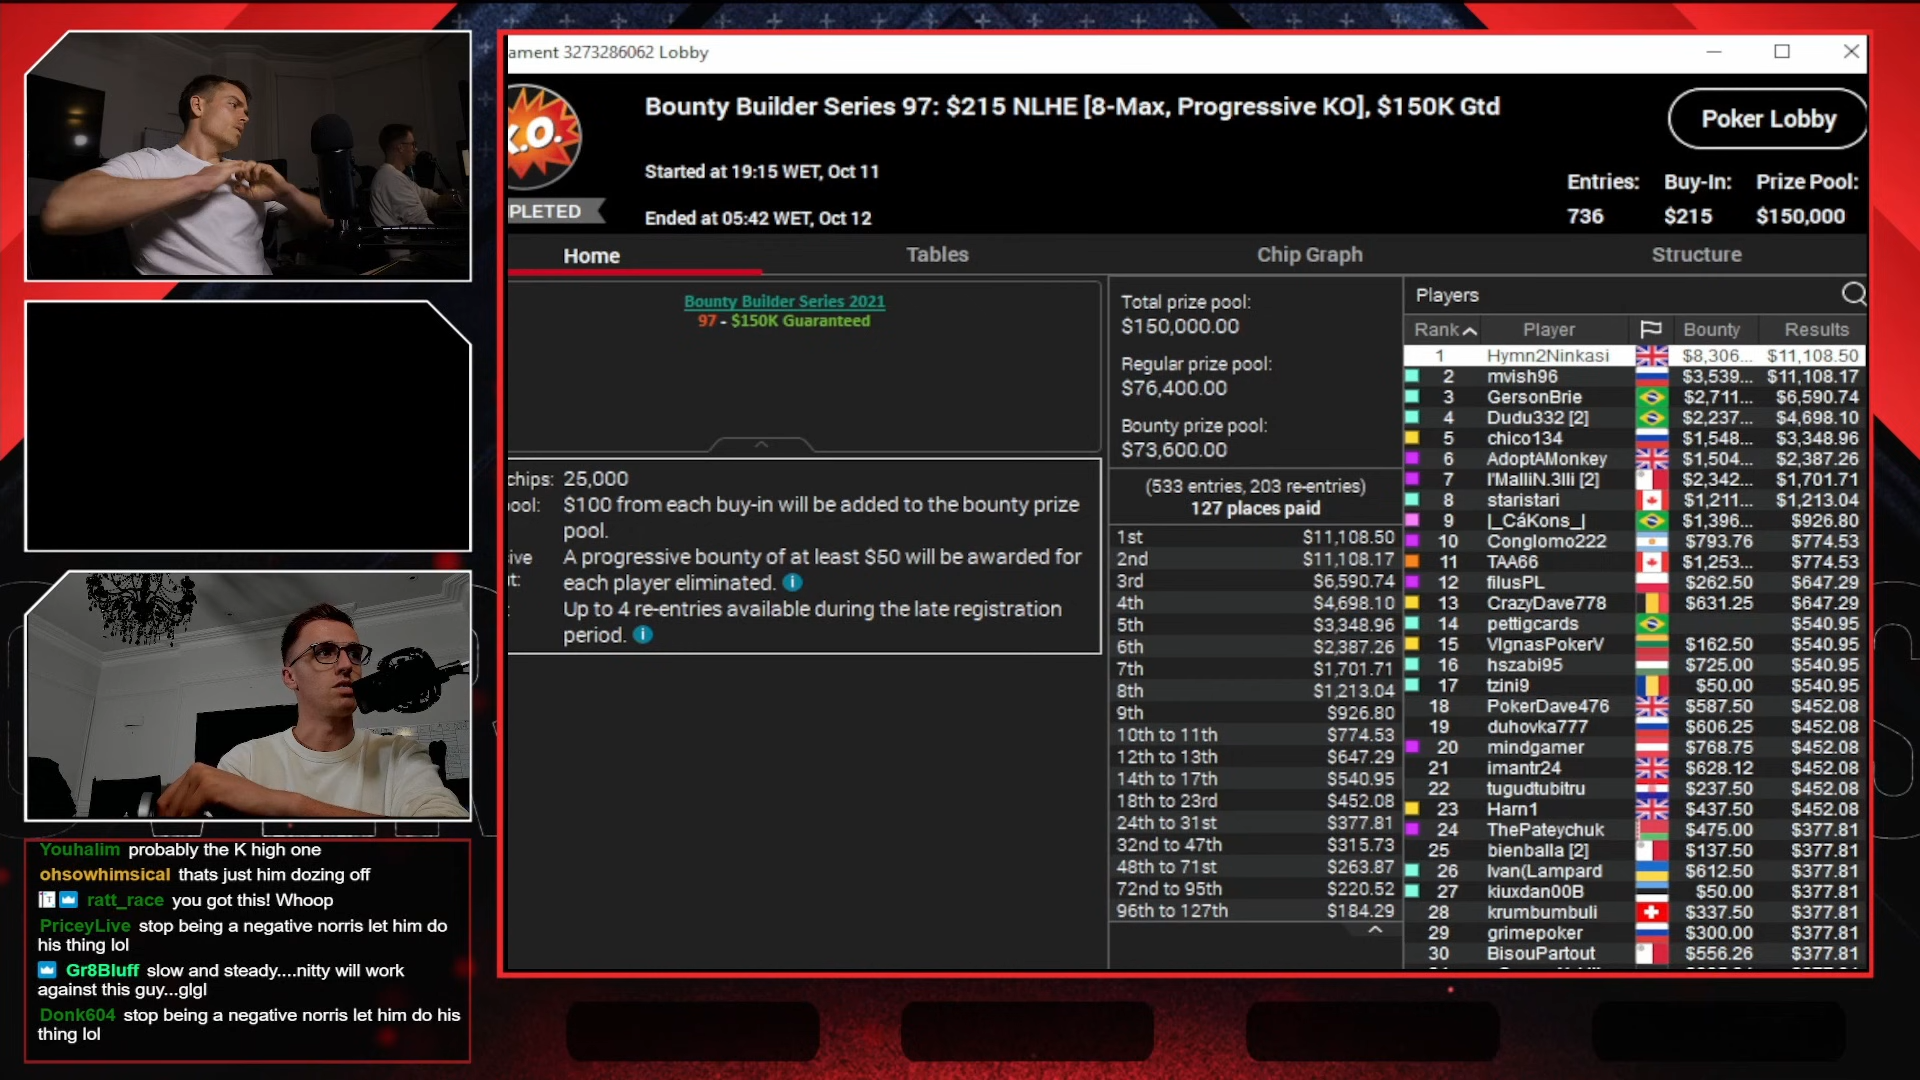 ament 3273286062 Lobby
K.O.
Bounty Builder Series 97: $215 NLHE [8-Max, Progressive KO], $150K Gtd
Poker Lobby
Started at 19:15 WET, Oct 11
PLETED
Ended at 05:42 WET, Oct 12
Entries: Buy-In: Prize Pool:
736 $215 $150,000
Home Tables Chip Graph Structure
Bounty Builder Series 2021
97 - $150K Guaranteed
chips: 25,000
ool: $100 from each buy-in will be added to the bounty prize
pool.
ive A progressive bounty of at least $50 will be awarded for
t: each player eliminated.
: Up to 4 re-entries available during the late registration
period.
Total prize pool:
$150,000.00
Regular prize pool:
$76,400.00
Bounty prize pool:
$73,600.00
(533 entries, 203 re-entries)
127 places paid
1st $11,108.50
2nd $11,108.17
3rd $6,590.74
4th $4,698.10
5th $3,348.96
6th $2,387.26
7th $1,701.71
8th $1,213.04
9th $926.80
10th to 11th $774.53
12th to 13th $647.29
14th to 17th $540.95
18th to 23rd $452.08
24th to 31st $377.81
32nd to 47th $315.73
48th to 71st $263.87
72nd to 95th $220.52
96th to 127th $184.29
Players
Rank Player Bounty Results
1 Hymn2Ninkasi $8,306... $11,108.50
2 mvish96 $3,539... $11,108.17
3 GersonBrie $2,711... $6,590.74
4 Dudu332 [2] $2,237... $4,698.10
5 chico134 $1,548... $3,348.96
6 AdoptAMonkey $1,504... $2,387.26
7 I'MalliN.3lli [2] $2,342... $1,701.71
8 staristari $1,211... $1,213.04
9 |_CáKons_| $1,396... $926.80
10 Conglomo222 $793.76 $774.53
11 TAA66 $1,253... $774.53
12 filusPL $262.50 $647.29
13 CrazyDave778 $631.25 $647.29
14 pettigcards $540.95
15 VIgnasPokerV $162.50 $540.95
16 hszabi95 $725.00 $540.95
17 tzini9 $50.00 $540.95
18 PokerDave476 $587.50 $452.08
19 duhovka777 $606.25 $452.08
20 mindgamer $768.75 $452.08
21 imantr24 $628.12 $452.08
22 tugudtubitru $237.50 $452.08
23 Harn1 $437.50 $452.08
24 ThePateychuk $475.00 $377.81
25 bienballa [2] $137.50 $377.81
26 Ivan(Lampard $612.50 $377.81
27 kiuxdan00B $50.00 $377.81
28 krumbumbuli $337.50 $377.81
29 grimepoker $300.00 $377.81
30 BisouPartout $556.26 $377.81
Youhalim probably the K high one
ohsowhimsical thats just him dozing off
ratt_race you got this! Whoop
PriceyLive stop being a negative norris let him do
his thing lol
Gr8Bluff slow and steady....nitty will work
against this guy...glgl
Donk604 stop being a negative norris let him do his
thing lol